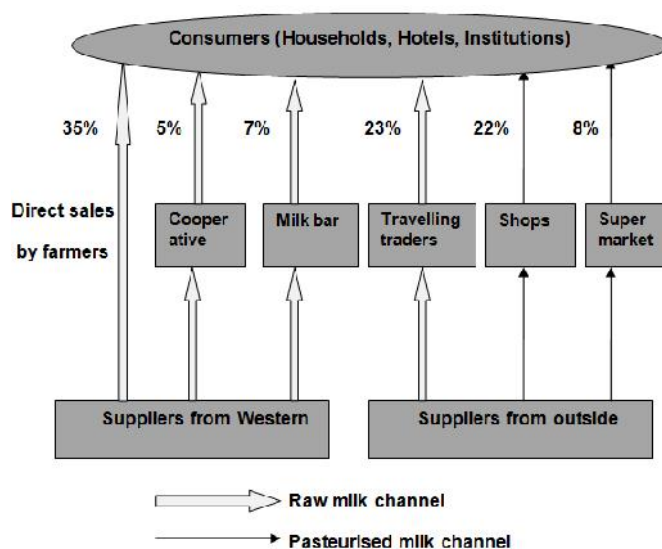 Consumers (Households, Hotels, Institutions)
35%
5%
7%
23%
22%
8%
Direct sales
by farmers
Cooper
ative
Milk bar
Travelling
traders
Shops
Super
market
Suppliers from Western
Suppliers from outside
Raw milk channel
Pasteurised milk channel